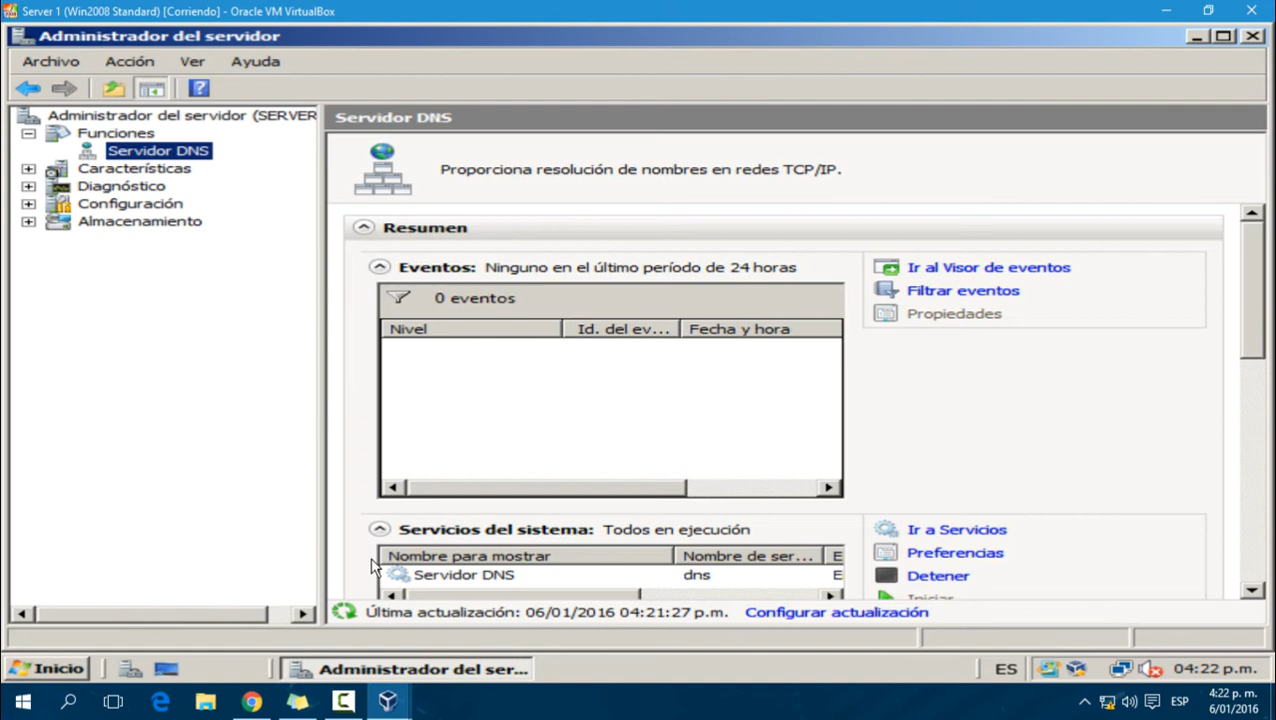 Server 1 (Win2008 Standard) [Corriendo] - Oracle VM VirtualBox
Administrador del servidor
Archivo Acción Ver Ayuda
Administrador del servidor (SERVER
Funciones
Servidor DNS
Características
Diagnóstico
Configuración
Almacenamiento
Servidor DNS
Proporciona resolución de nombres en redes TCP/IP.
Resumen
Eventos: Ninguno en el último período de 24 horas
0 eventos
Nivel Id. del ev... Fecha y hora
Ir al Visor de eventos
Filtrar eventos
Propiedades
Servicios del sistema: Todos en ejecución
Nombre para mostrar Nombre de ser... E
Servidor DNS dns E
Ir a Servicios
Preferencias
Detener
Iniciar
Última actualización: 06/01/2016 04:21:27 p.m. Configurar actualización
Inicio Administrador del ser... ES 04:22 p.m.
ESP 4:22 p. m.
6/01/2016